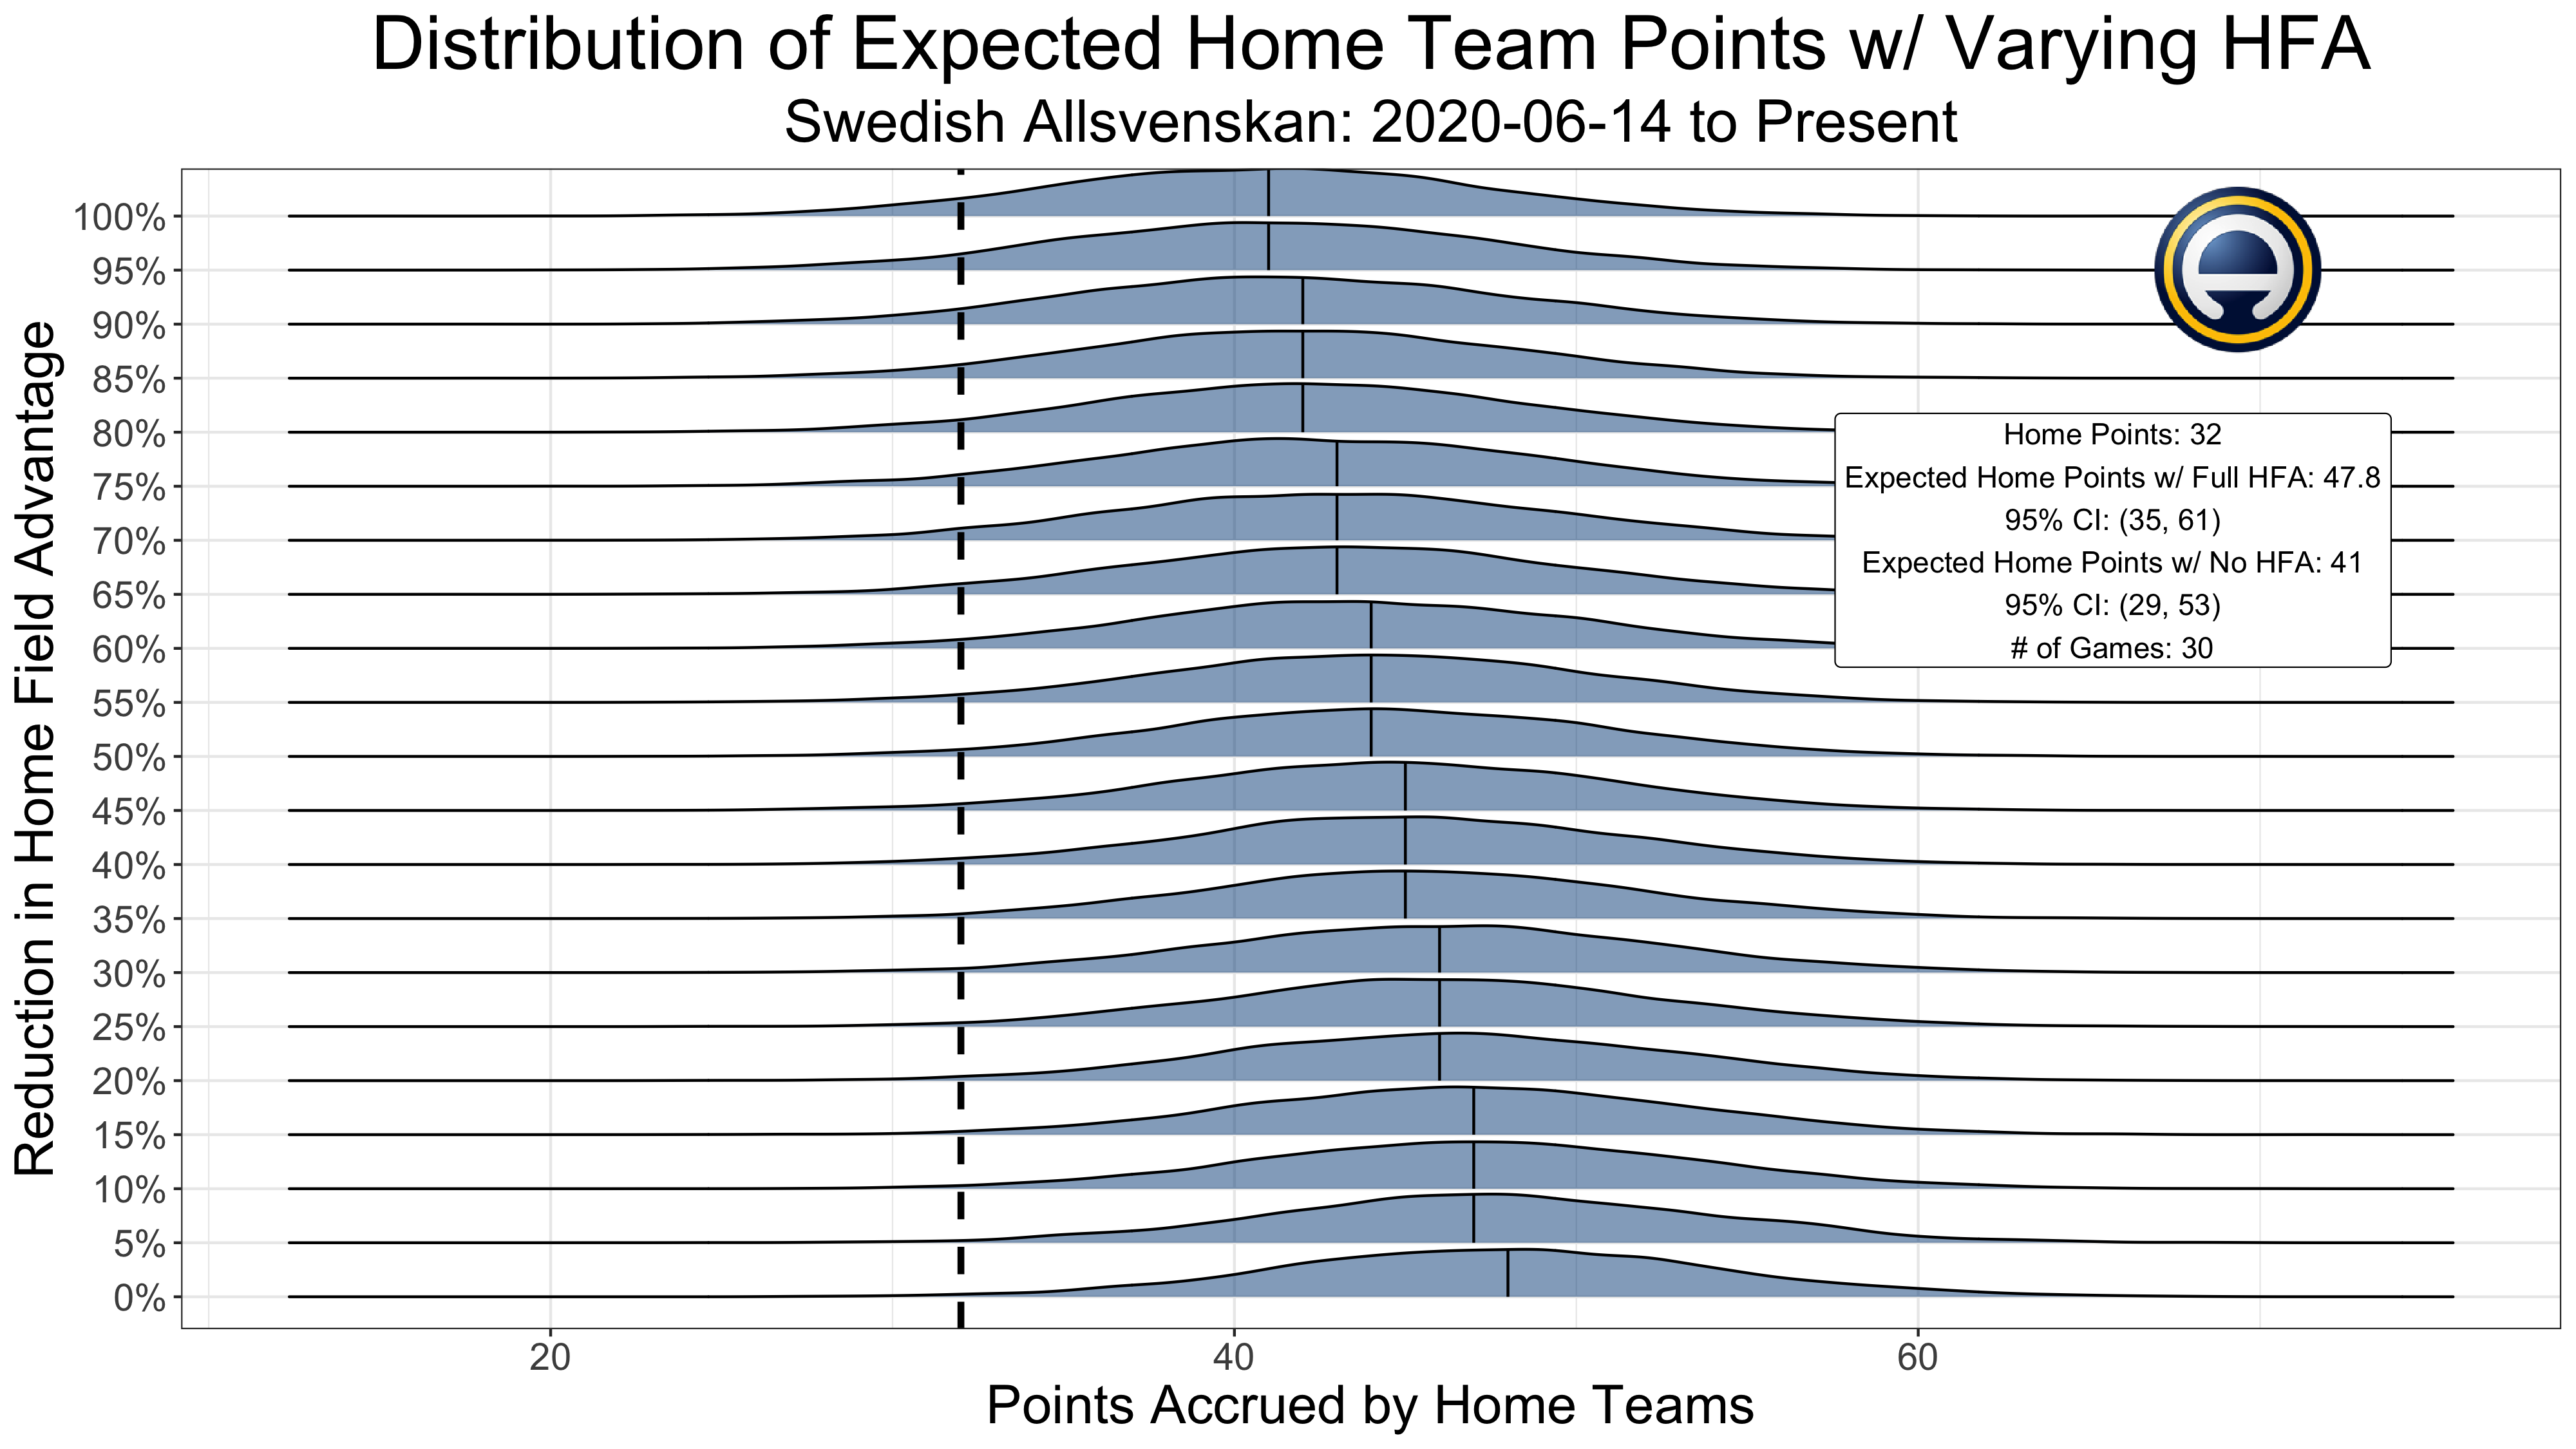 Distribution of Expected Home Team Points w/ Varying HFA
Swedish Allsvenskan: 2020-06-14 to Present
Reduction in Home Field Advantage
100%
95%
90%
85%
80%
75%
70%
65%
60%
55%
50%
45%
40%
35%
30%
25%
20%
15%
10%
5%
0%
Home Points: 32
Expected Home Points w/ Full HFA: 47.8
95% CI: (35, 61)
Expected Home Points w/ No HFA: 41
95% CI: (29, 53)
# of Games: 30
20 40 60
Points Accrued by Home Teams